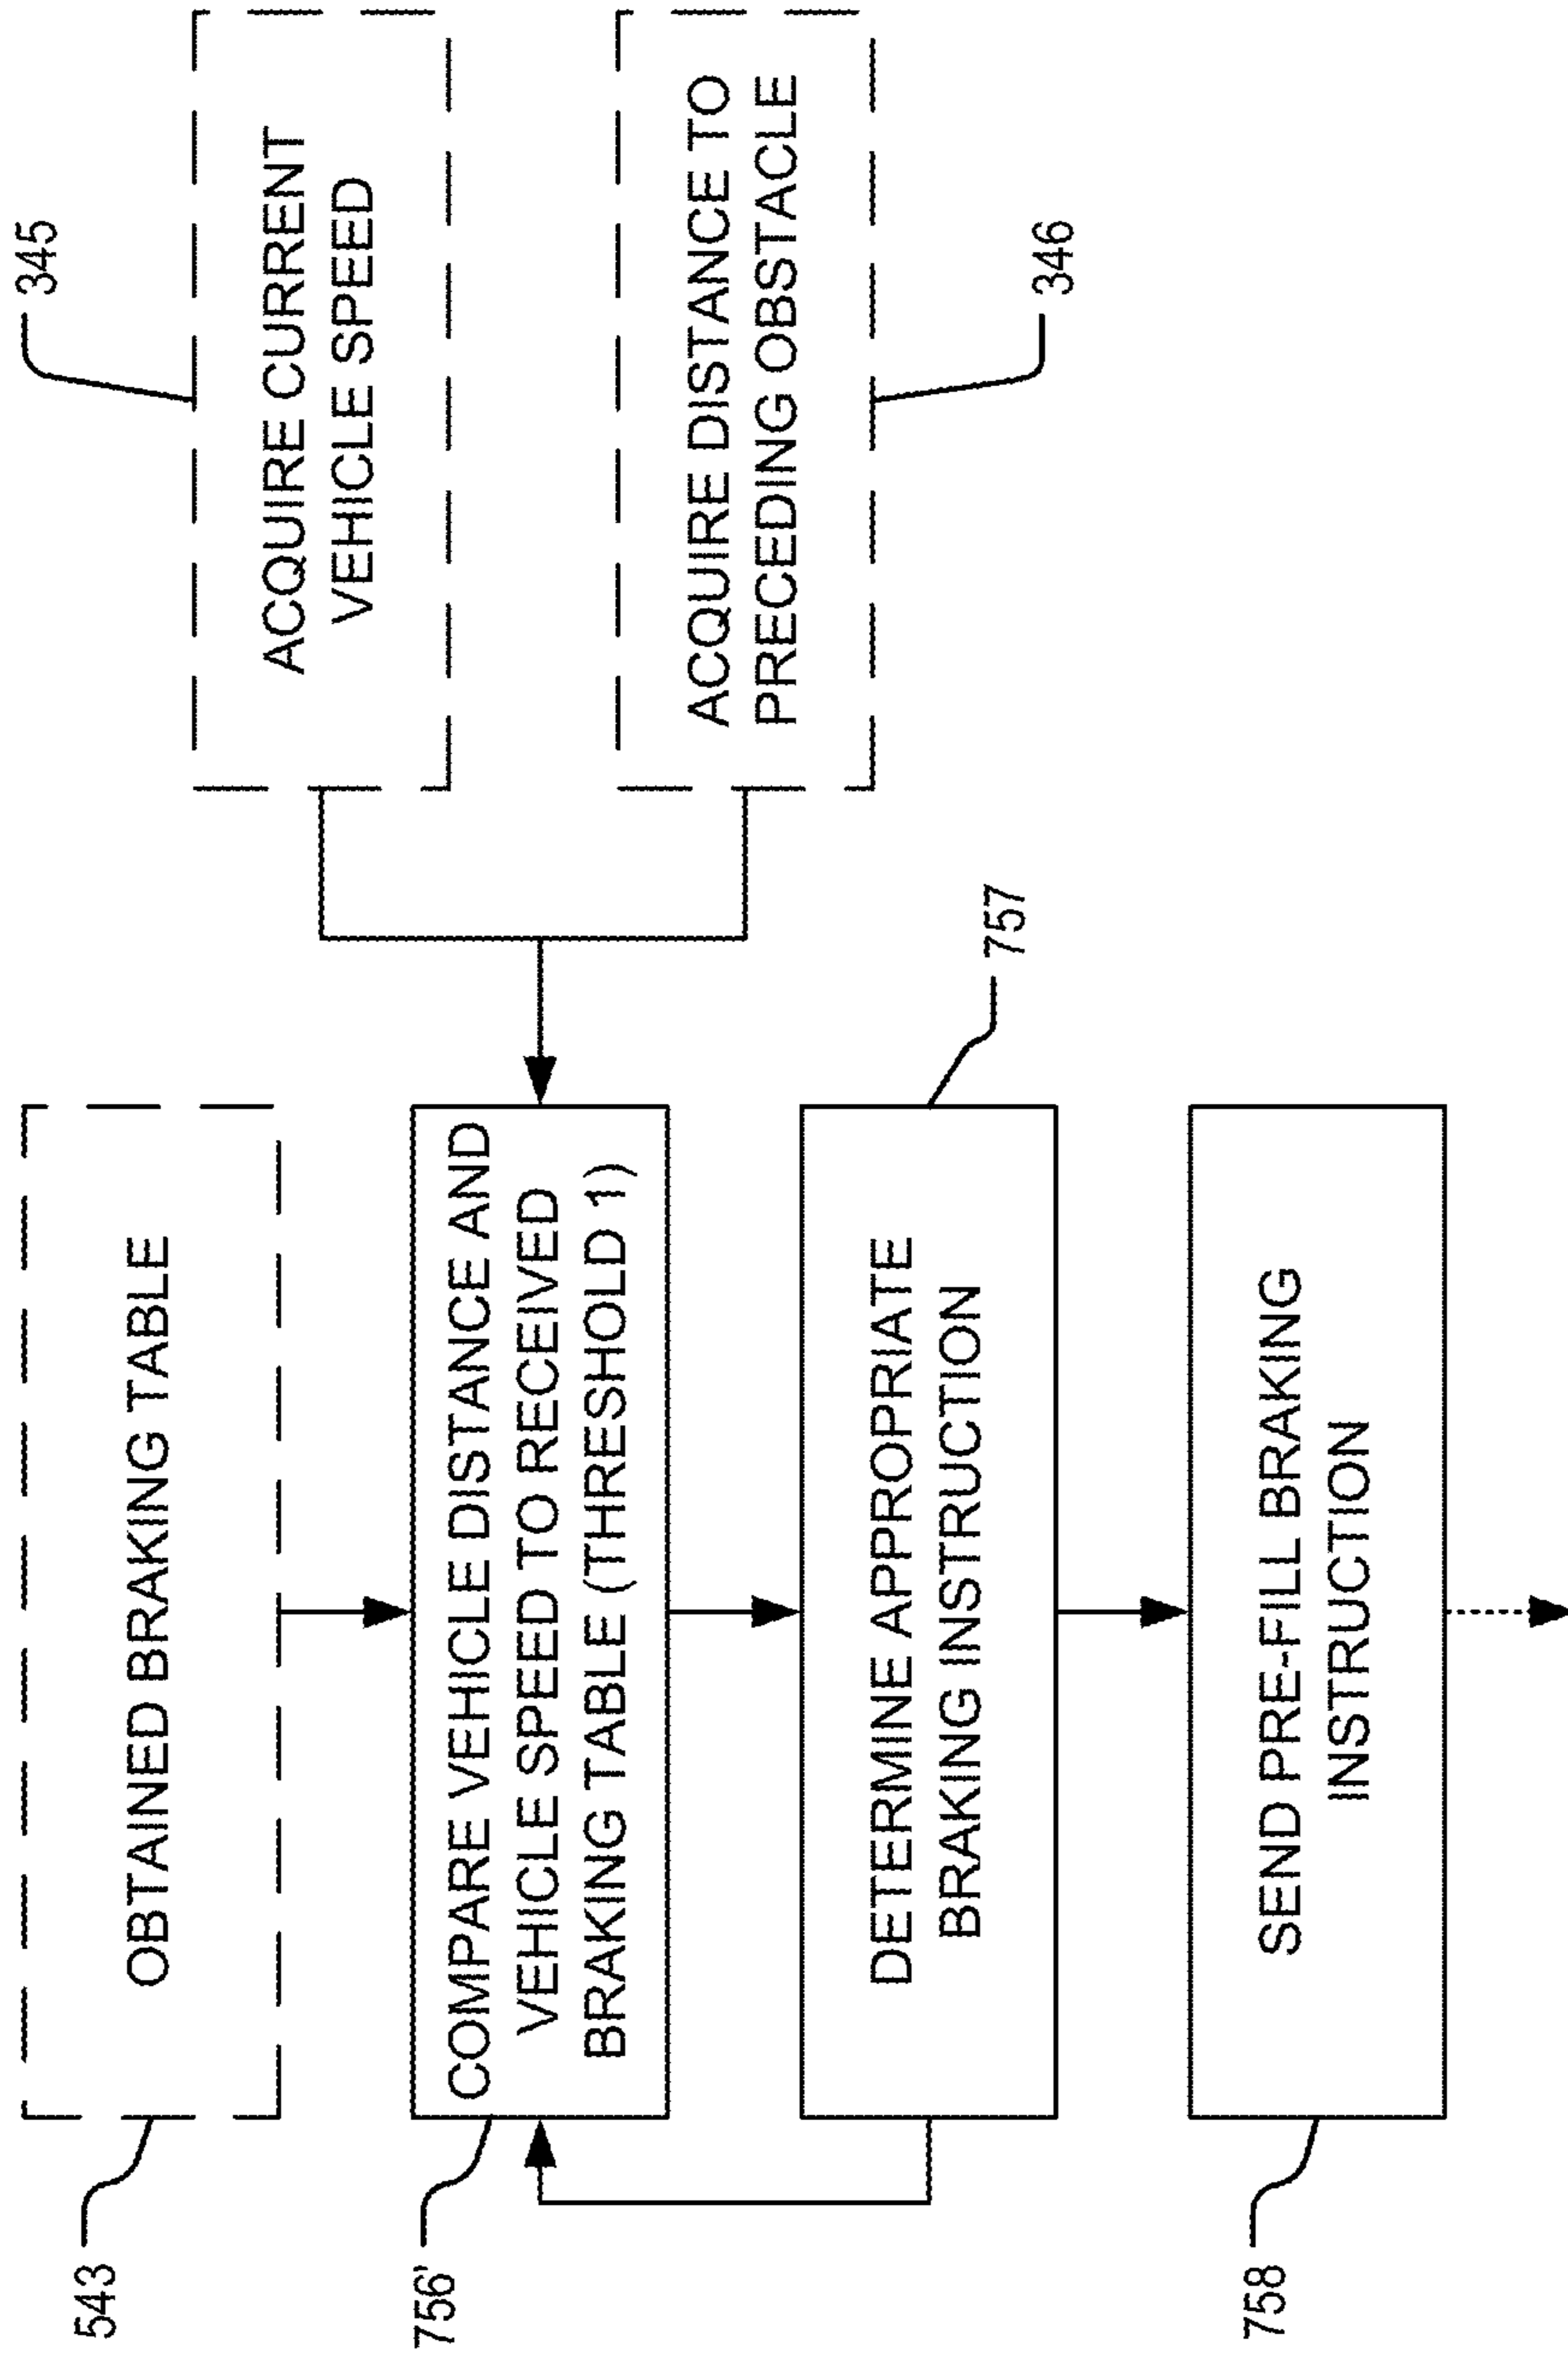 543
OBTAINED BRAKING TABLE
345
ACQUIRE CURRENT
VEHICLE SPEED
756'
COMPARE VEHICLE DISTANCE AND
VEHICLE SPEED TO RECEIVED
BRAKING TABLE (THRESHOLD 1)
ACQUIRE DISTANCE TO
PRECEDING OBSTACLE
346
757
DETERMINE APPROPRIATE
BRAKING INSTRUCTION
758
SEND PRE-FILL BRAKING
INSTRUCTION